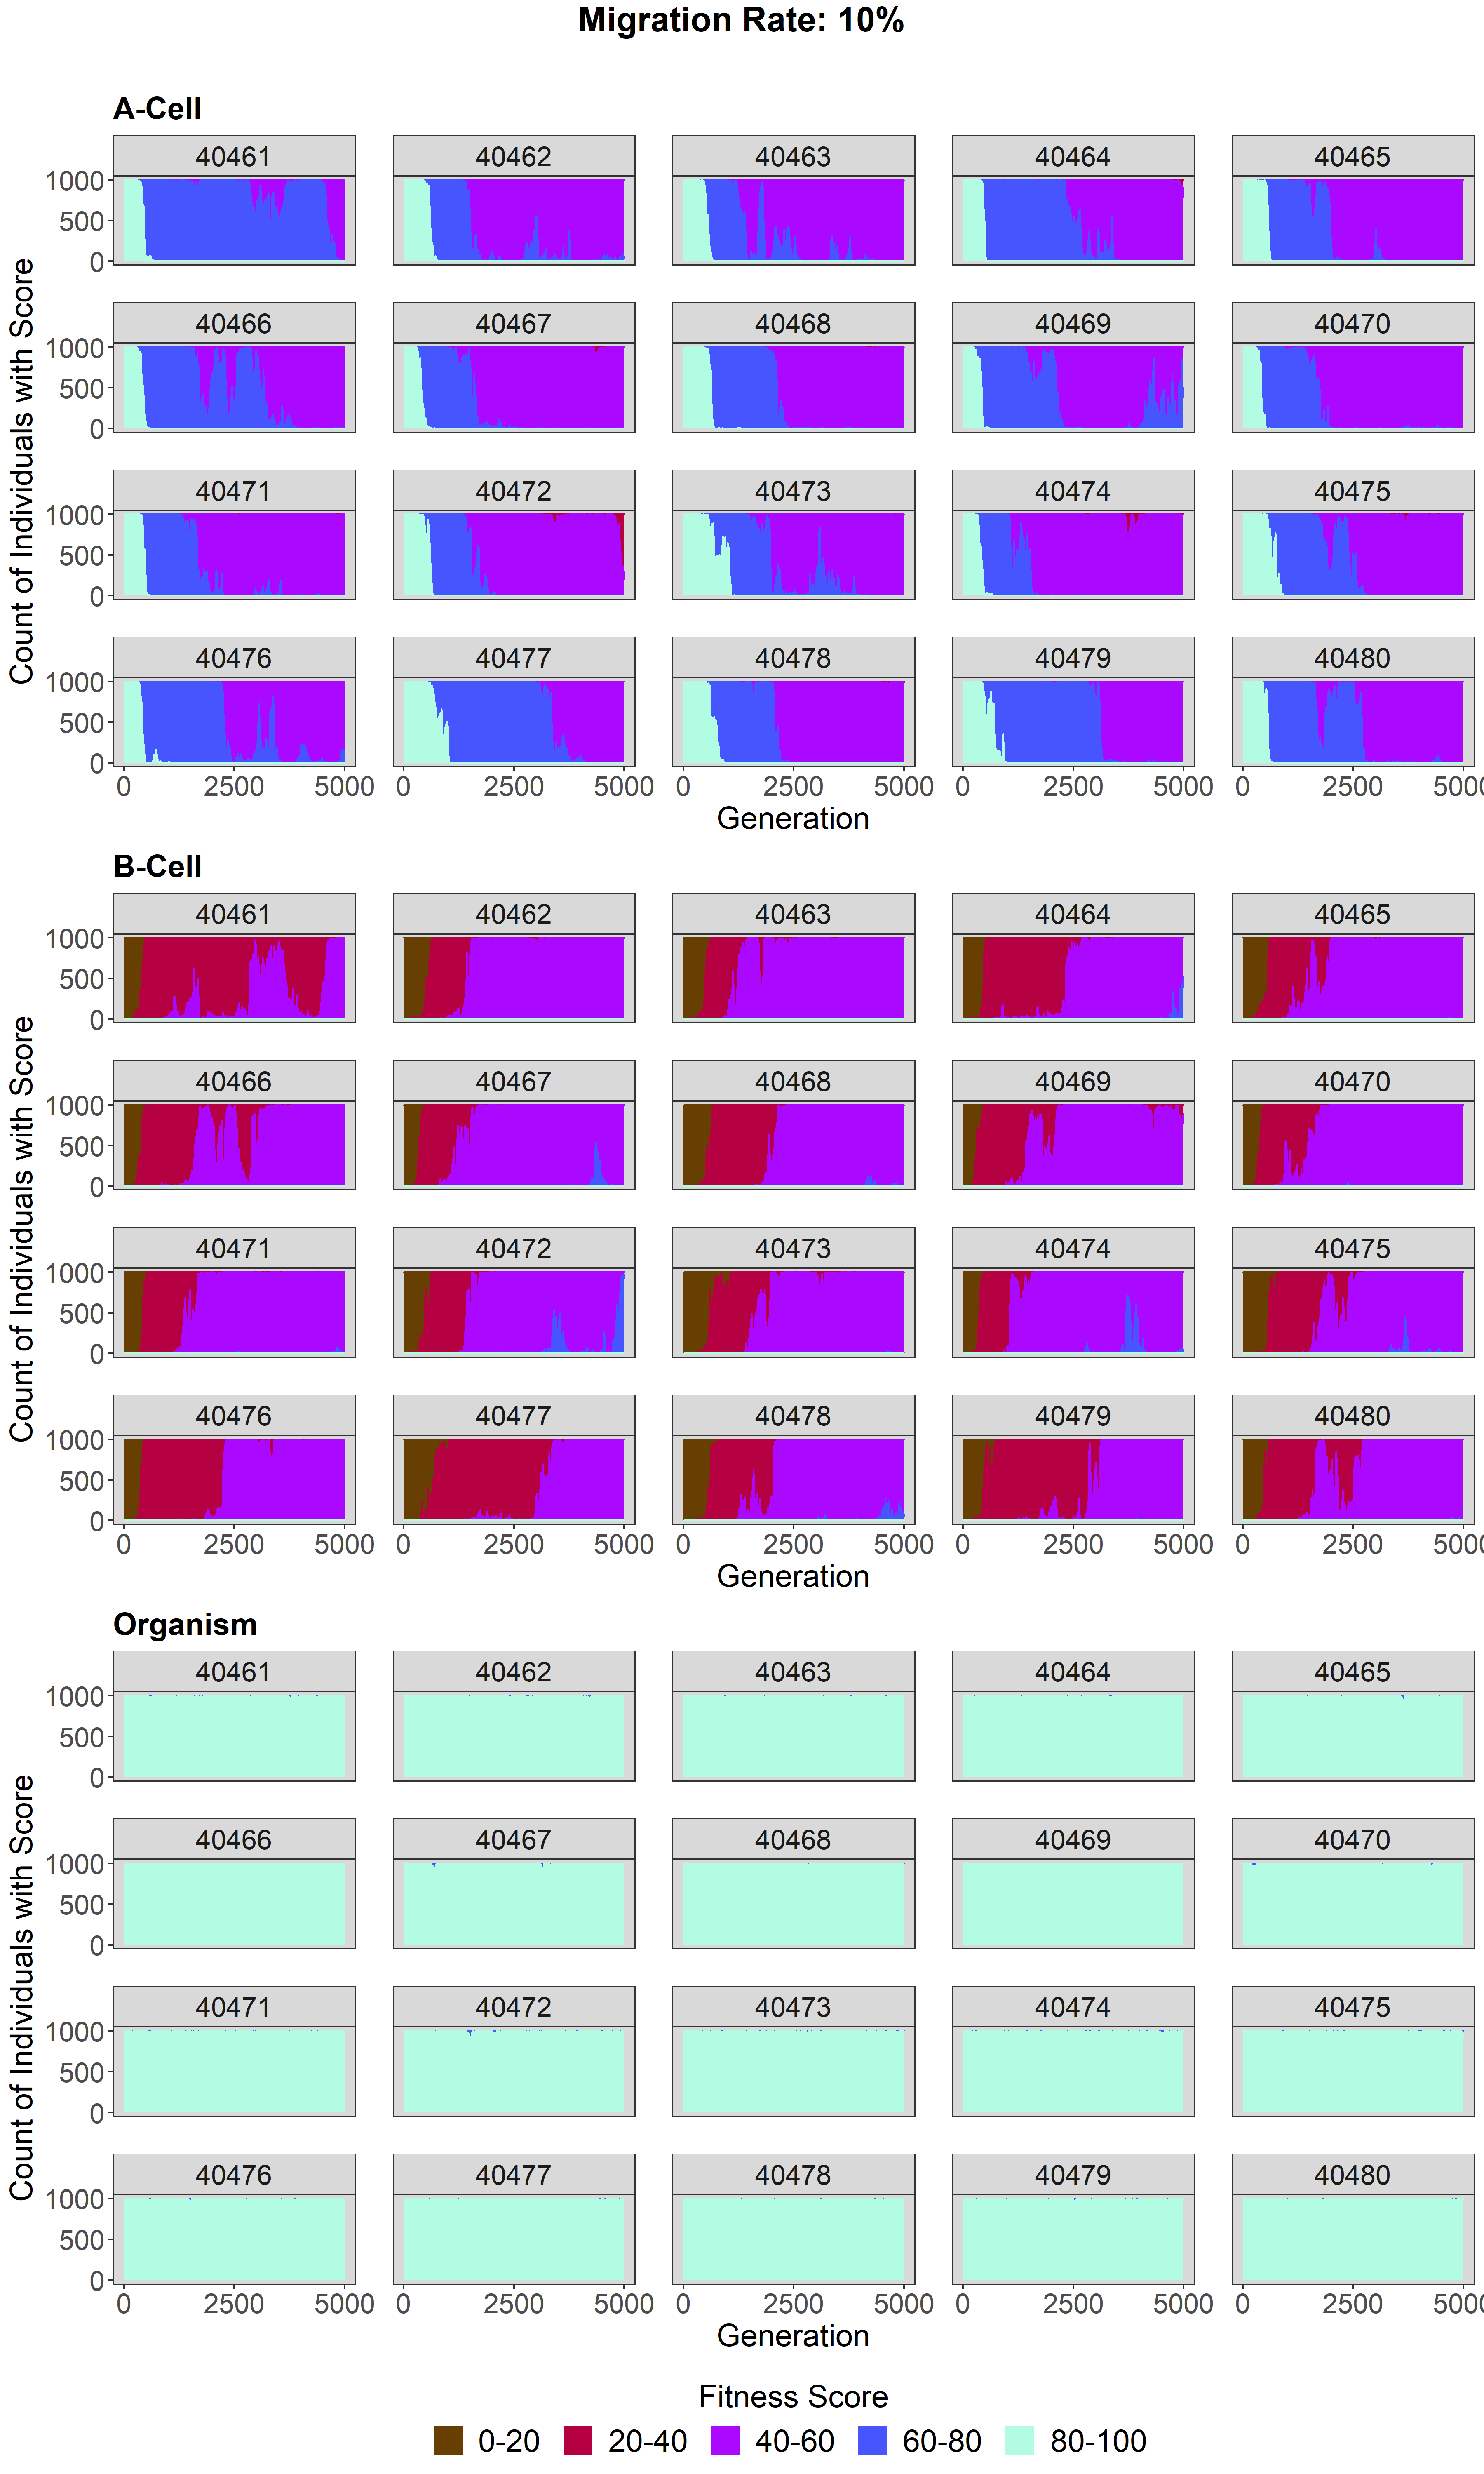 Migration Rate: 10%
A-Cell
40461 40462 40463 40464 40465
1000
500
0
40466 40467 40468 40469 40470
1000
500
0
40471 40472 40473 40474 40475
1000
500
0
40476 40477 40478 40479 40480
1000
500
0
0 2500 5000 0 2500 5000 0 2500 5000 0 2500 5000 0 2500 5000
Count of Individuals with Score
Generation
B-Cell
40461 40462 40463 40464 40465
1000
500
0
40466 40467 40468 40469 40470
1000
500
0
40471 40472 40473 40474 40475
1000
500
0
40476 40477 40478 40479 40480
1000
500
0
0 2500 5000 0 2500 5000 0 2500 5000 0 2500 5000 0 2500 5000
Count of Individuals with Score
Generation
Organism
40461 40462 40463 40464 40465
1000
500
0
40466 40467 40468 40469 40470
1000
500
0
40471 40472 40473 40474 40475
1000
500
0
40476 40477 40478 40479 40480
1000
500
0
0 2500 5000 0 2500 5000 0 2500 5000 0 2500 5000 0 2500 5000
Count of Individuals with Score
Generation
Fitness Score
0-20 20-40 40-60 60-80 80-100